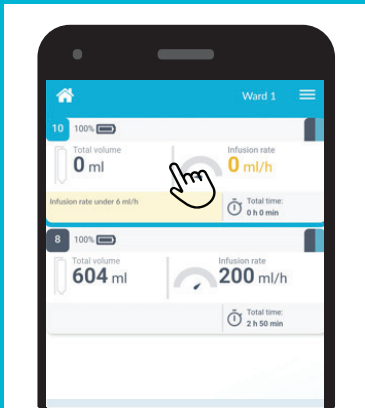 Ward 1
10 100%
Total volume Infusion rate
0 ml 0 ml/h
Infusion rate under 6 ml/h Total time:
0 h 0 min
8 100%
Total volume Infusion rate
604 ml 200 ml/h
Total time:
2 h 50 min